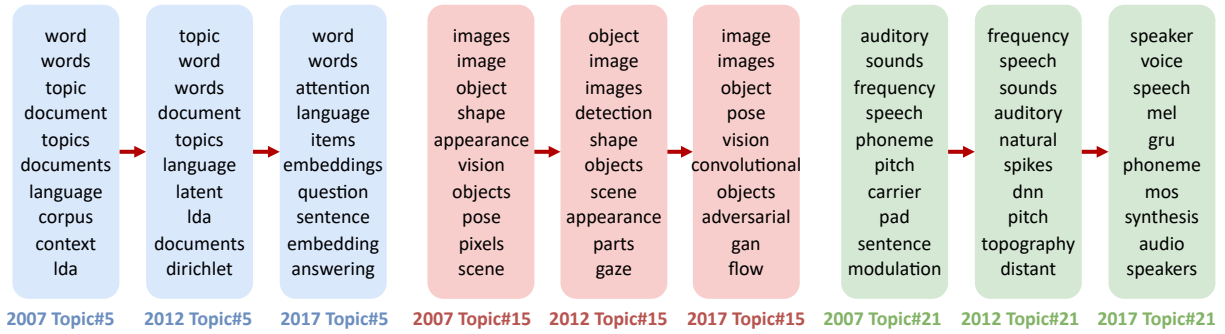 word
words
topic
document
topics
documents
language
corpus
context
lda
2007 Topic#5
topic
word
words
document
topics
language
latent
lda
documents
dirichlet
2012 Topic#5
word
words
attention
language
items
embeddings
question
sentence
embedding
answering
2017 Topic#5
images
image
object
shape
appearance
vision
objects
pose
pixels
scene
2007 Topic#15
object
image
images
detection
shape
objects
scene
appearance
parts
gaze
2012 Topic#15
image
images
object
pose
vision
convolutional
objects
adversarial
gan
flow
2017 Topic#15
auditory
sounds
frequency
speech
phoneme
pitch
carrier
pad
sentence
modulation
2007 Topic#21
frequency
speech
sounds
auditory
natural
spikes
dnn
pitch
topography
distant
2012 Topic#21
speaker
voice
speech
mel
gru
phoneme
mos
synthesis
audio
speakers
2017 Topic#21